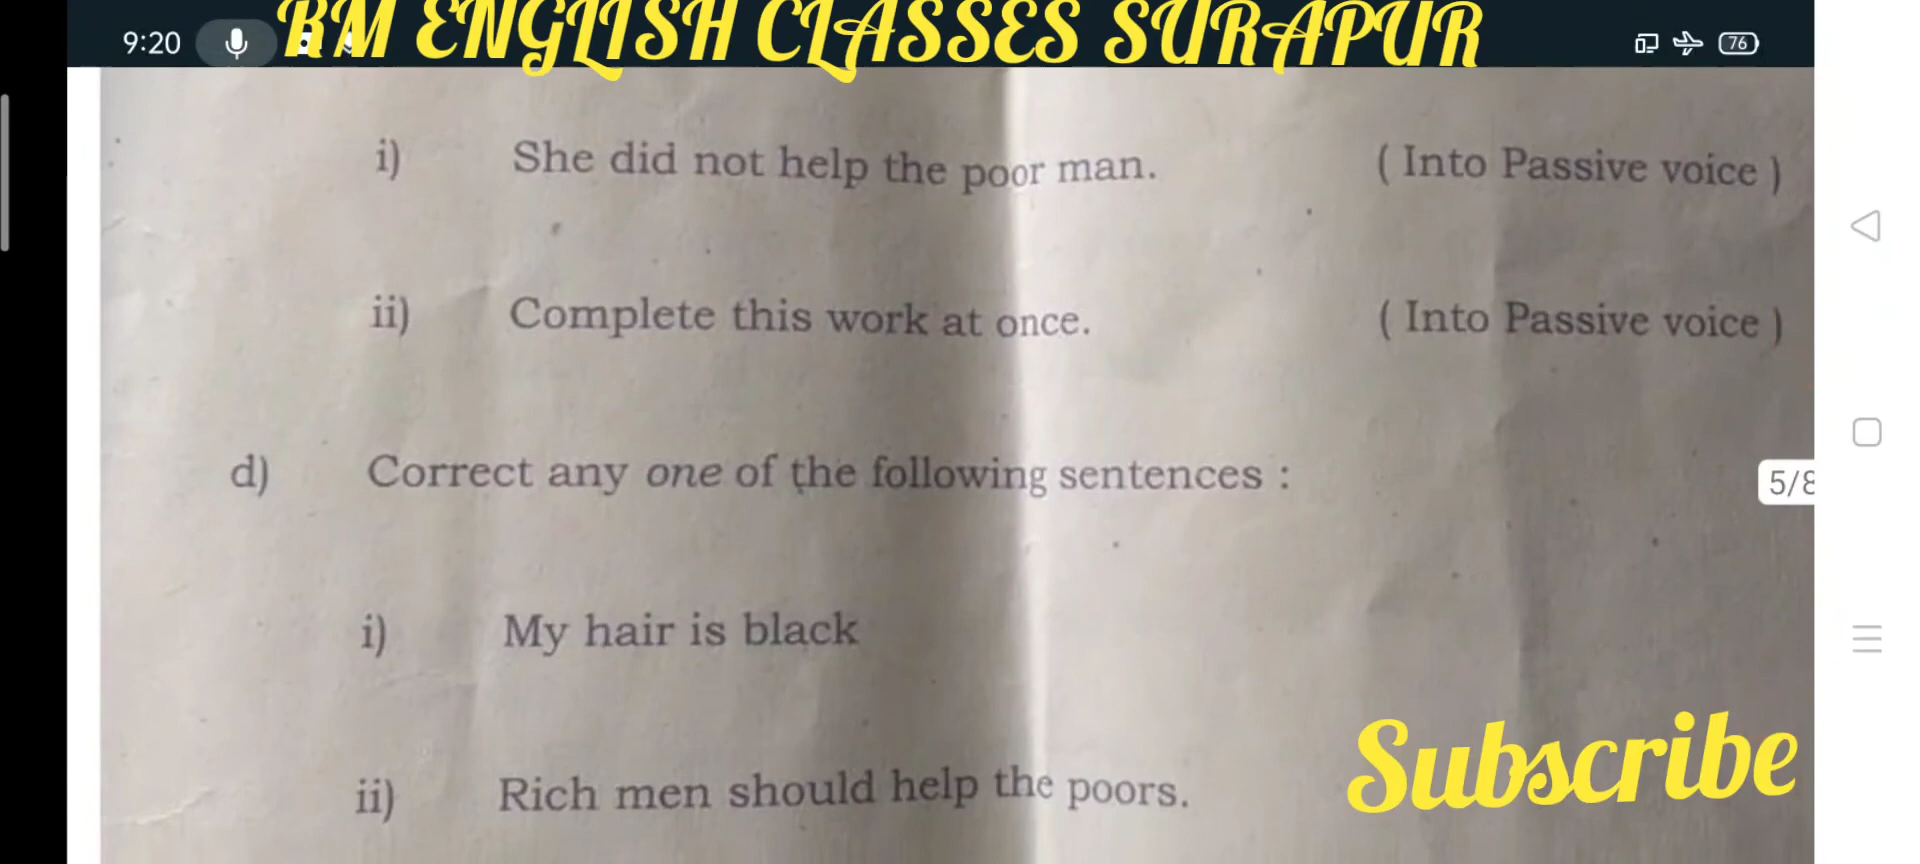 9:20 RM ENGLISH CLASSES SURAPUR 76
i) She did not help the poor man. ( Into Passive voice )
ii) Complete this work at once. ( Into Passive voice )
d) Correct any one of the following sentences :
5/8
i) My hair is black
ii) Rich men should help the poors.
Subscribe